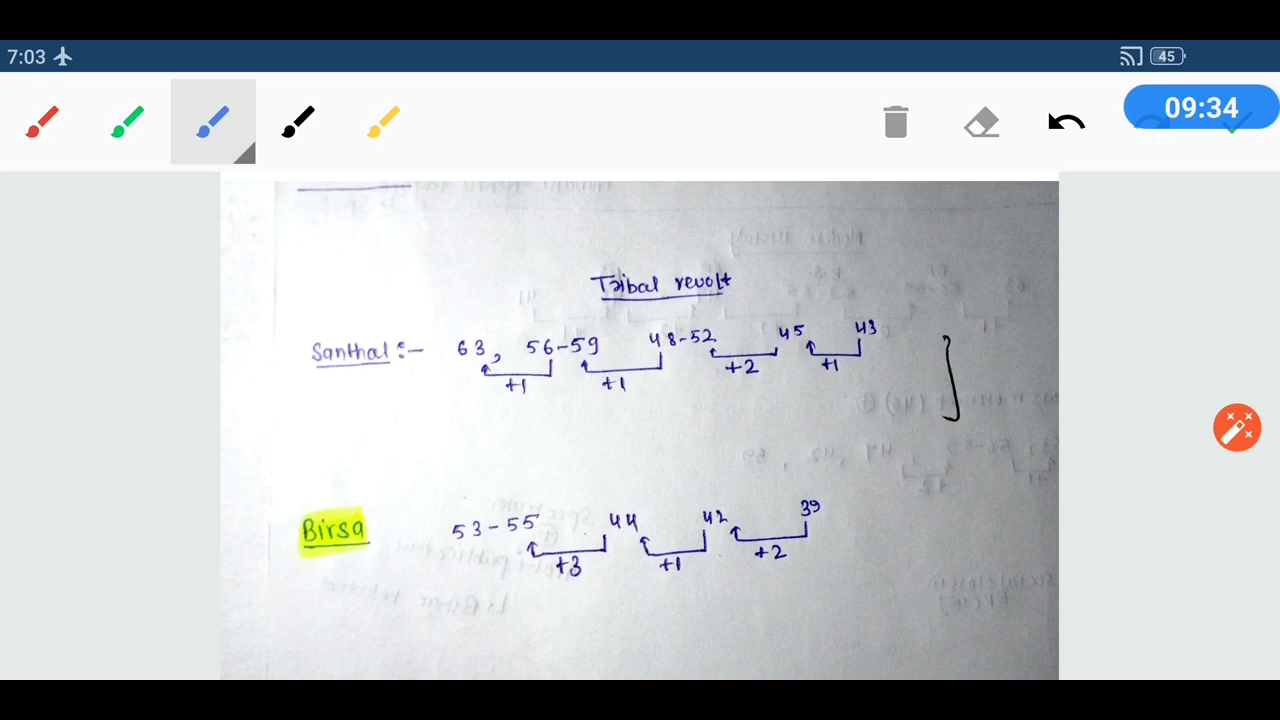 7:03
45
09:34
Tribal revolt
Santhal :- 63, 56-59 48-52 45 43
+1 +1 +2 +1
Birsa 53-55 44 42 39
+3 +1 +2